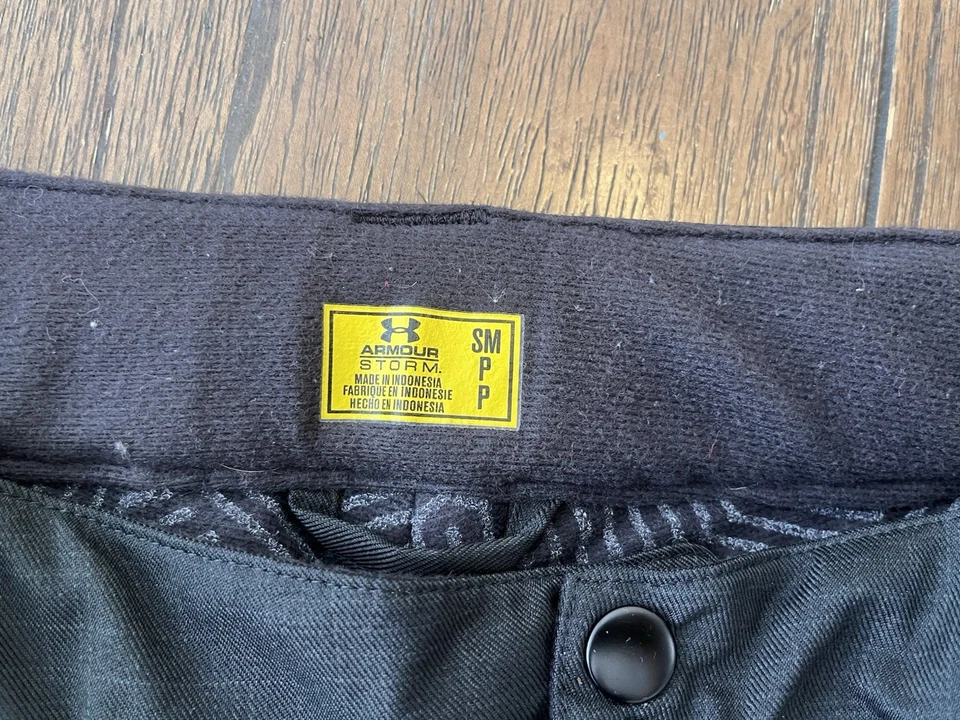 ARMOUR
STORM.
MADE IN INDONESIA
FABRIQUE EN INDONESIE
HECHO EN INDONESIA
SM
P
P